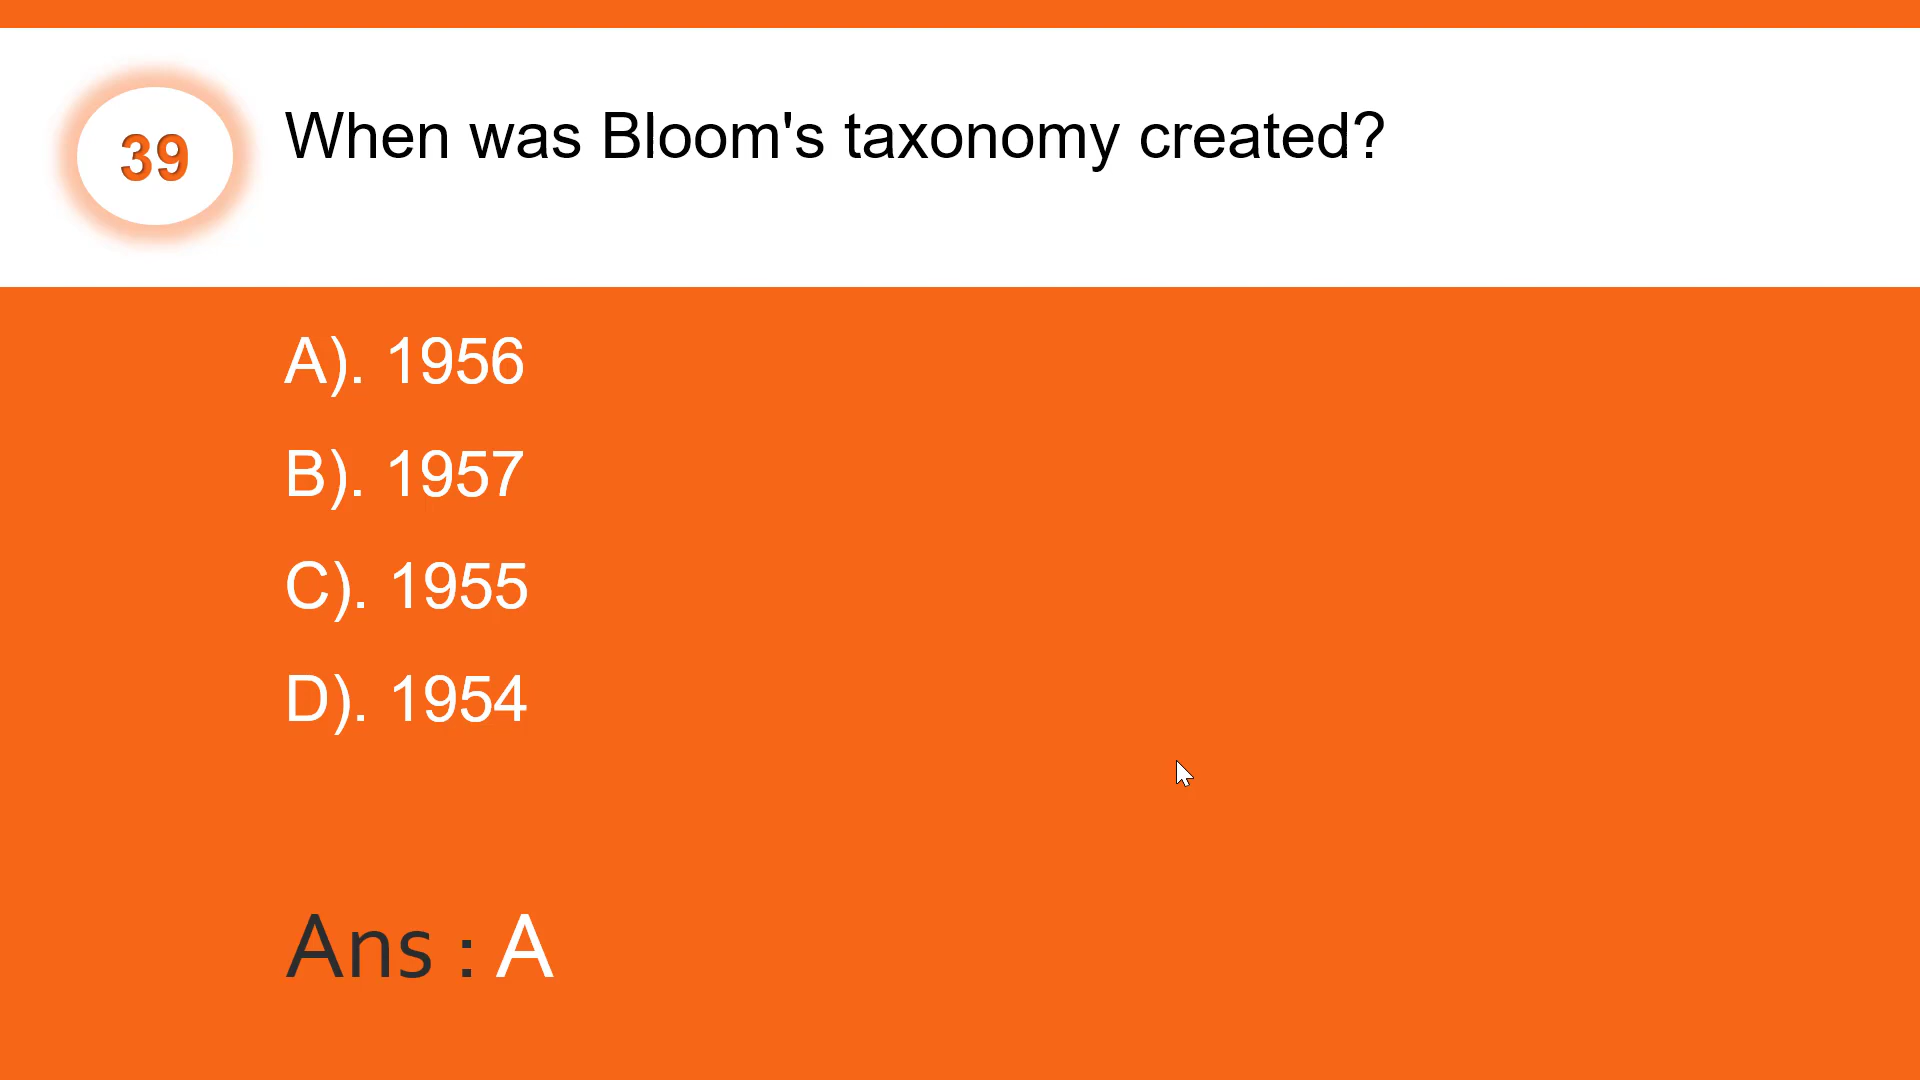 39
When was Bloom's taxonomy created?
A). 1956
B). 1957
C). 1955
D). 1954
Ans : A